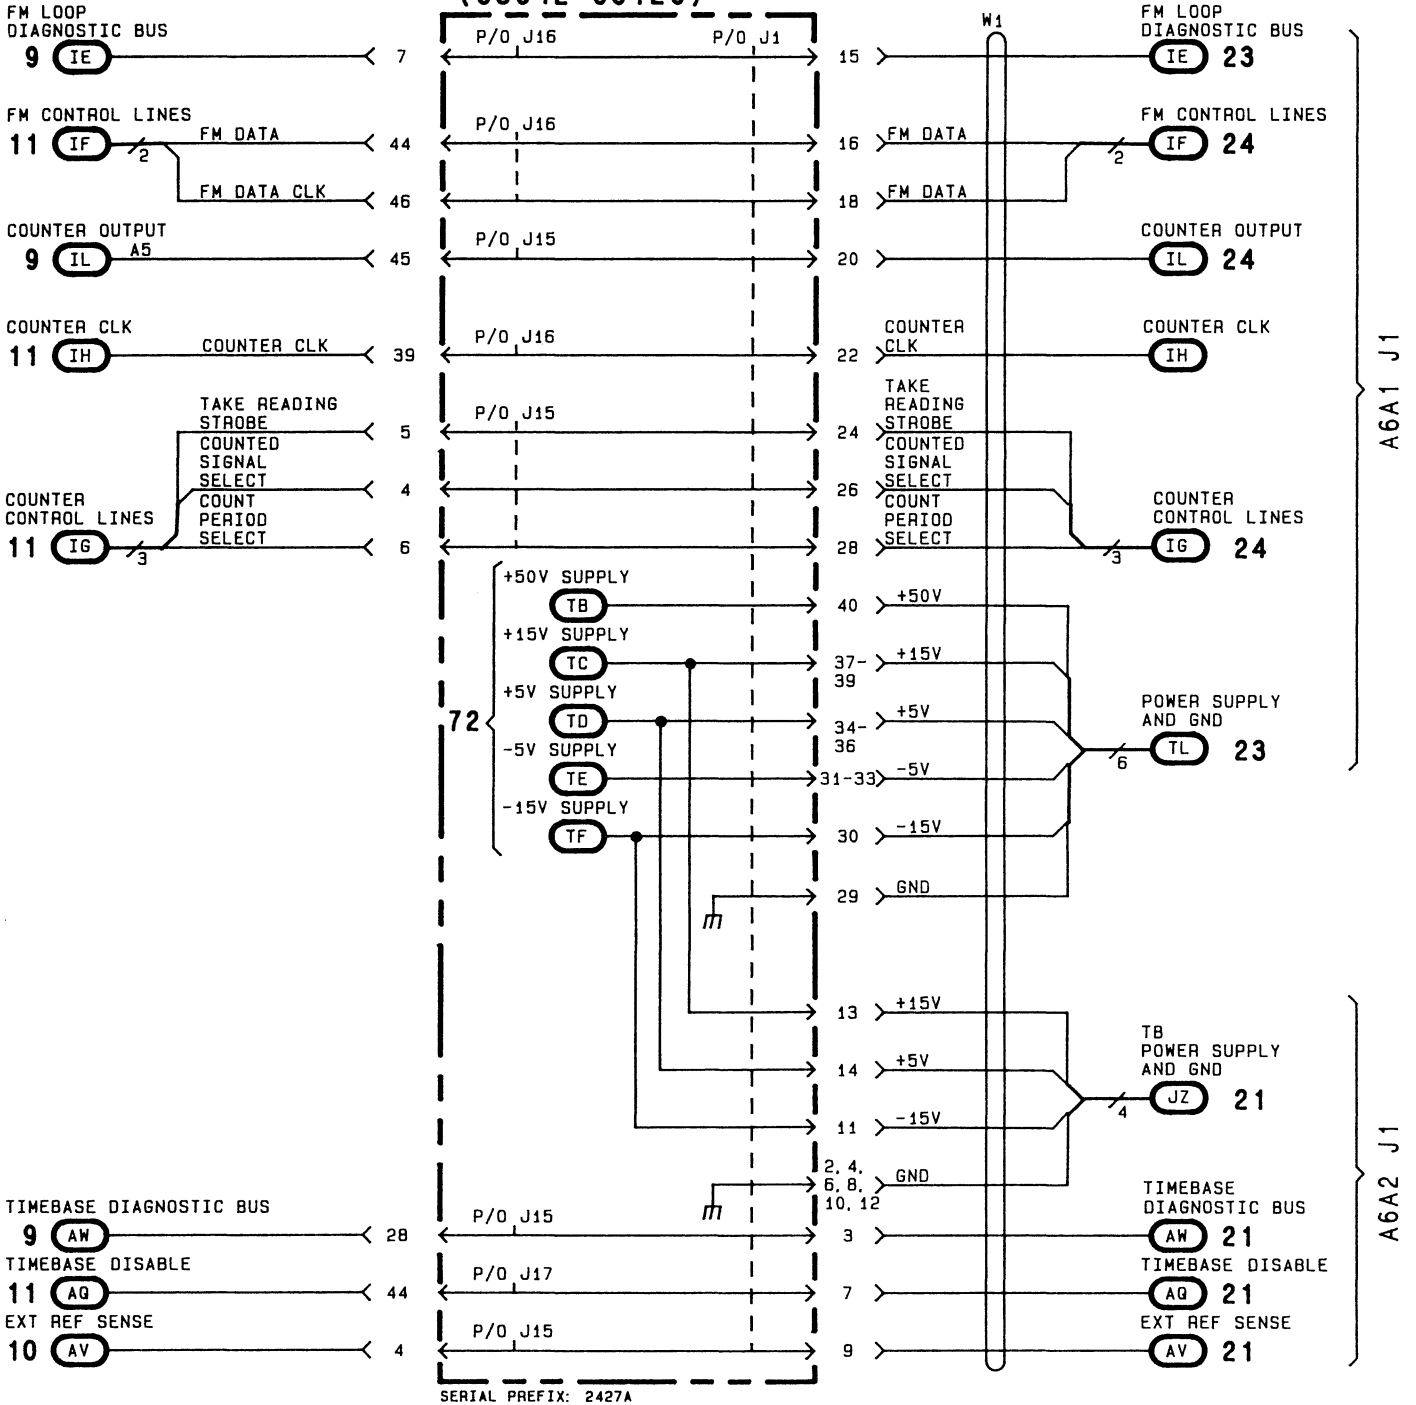 FM LOOP
DIAGNOSTIC BUS
9 IE 7 P/O J16 P/O J1 15 W1
FM LOOP
DIAGNOSTIC BUS
IE 23
FM CONTROL LINES
11 IF 2 FM DATA 44 P/O J16 16 FM DATA
FM CONTROL LINES
2 IF 24
FM DATA CLK 46 18 FM DATA
COUNTER OUTPUT
9 IL A5 45 P/O J15 20
COUNTER OUTPUT
IL 24
COUNTER CLK
11 IH COUNTER CLK 39 P/O J16 22
COUNTER
CLK
COUNTER CLK
IH
TAKE READING
STROBE
5 P/O J15 24
TAKE
READING
STROBE
COUNTED
SIGNAL
SELECT
4 26
COUNTED
SIGNAL
SELECT
COUNTER
CONTROL LINES
11 IG 3
COUNT
PERIOD
SELECT
6 28
COUNT
PERIOD
SELECT
COUNTER
CONTROL LINES
3 IG 24
72
+50V SUPPLY
TB 40 +50V
+15V SUPPLY
TC 37-
39
+15V
+5V SUPPLY
TD 34-
36
+5V
-5V SUPPLY
TE 31-33 -5V
-15V SUPPLY
TF 30 -15V
29 GND
POWER SUPPLY
AND GND
6 TL 23
A6A1 J1
13 +15V
14 +5V
11 -15V
2, 4,
6, 8,
10, 12
GND
TB
POWER SUPPLY
AND GND
4 JZ 21
TIMEBASE DIAGNOSTIC BUS
9 AW 28 P/O J15 3
TIMEBASE
DIAGNOSTIC BUS
AW 21
TIMEBASE DISABLE
11 AQ 44 P/O J17 7
TIMEBASE DISABLE
AQ 21
EXT REF SENSE
10 AV 4 P/O J15 9
EXT REF SENSE
AV 21
A6A2 J1
SERIAL PREFIX: 2427A